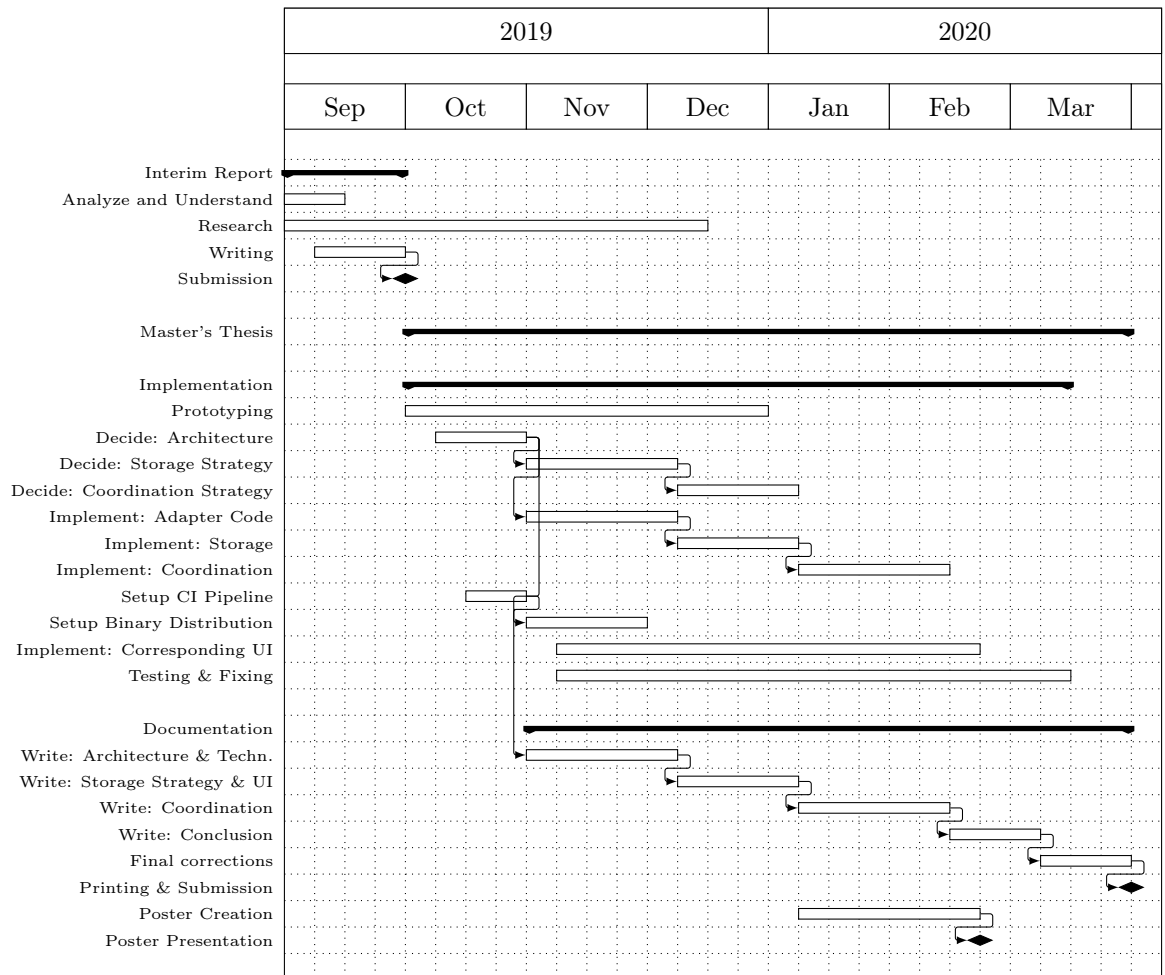 2019 2020
Sep Oct Nov Dec Jan Feb Mar
Interim Report
Analyze and Understand
Research
Writing
Submission
Master's Thesis
Implementation
Prototyping
Decide: Architecture
Decide: Storage Strategy
Decide: Coordination Strategy
Implement: Adapter Code
Implement: Storage
Implement: Coordination
Setup CI Pipeline
Setup Binary Distribution
Implement: Corresponding UI
Testing & Fixing
Documentation
Write: Architecture & Techn.
Write: Storage Strategy & UI
Write: Coordination
Write: Conclusion
Final corrections
Printing & Submission
Poster Creation
Poster Presentation